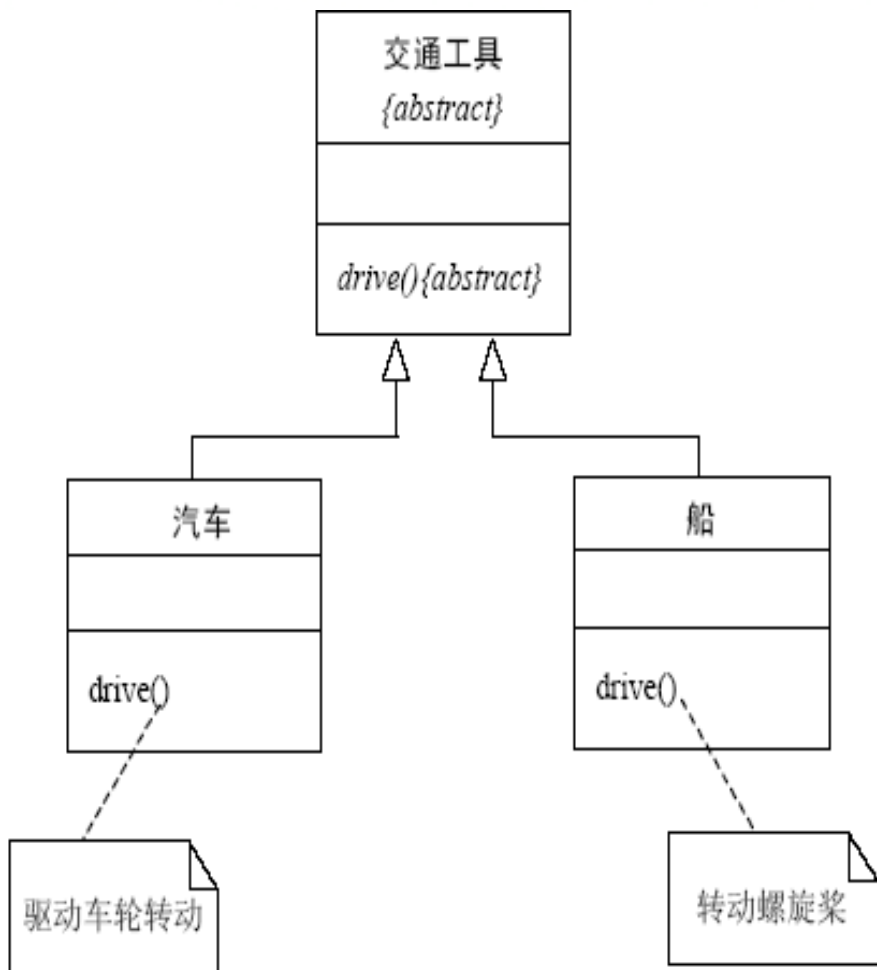 交通工具
{abstract}
drive(){abstract}
汽车
船
drive()
drive()
驱动车轮转动
转动螺旋桨